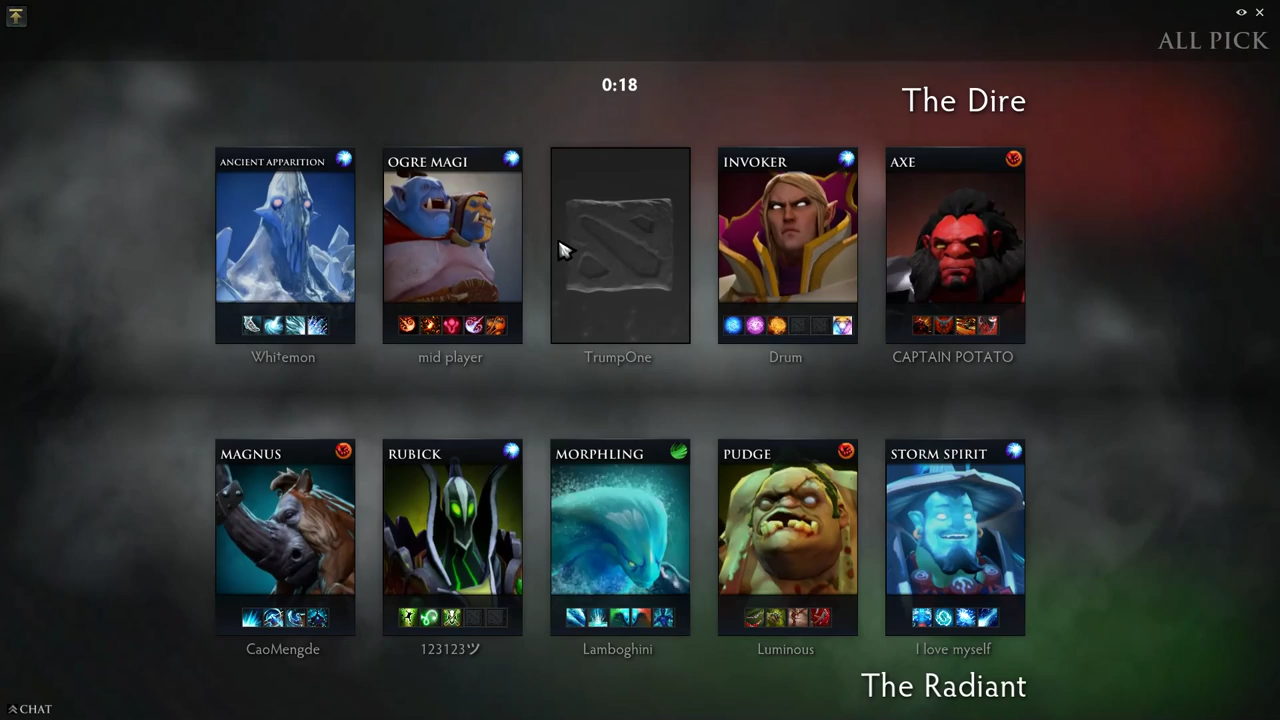 ALL PICK
0:18
The Dire
ANCIENT APPARITION
OGRE MAGI
INVOKER
AXE
Whitemon
mid player
TrumpOne
Drum
CAPTAIN POTATO
MAGNUS
RUBICK
MORPHLING
PUDGE
STORM SPIRIT
CaoMengde
123123ツ
Lamboghini
Luminous
I love myself
The Radiant
CHAT